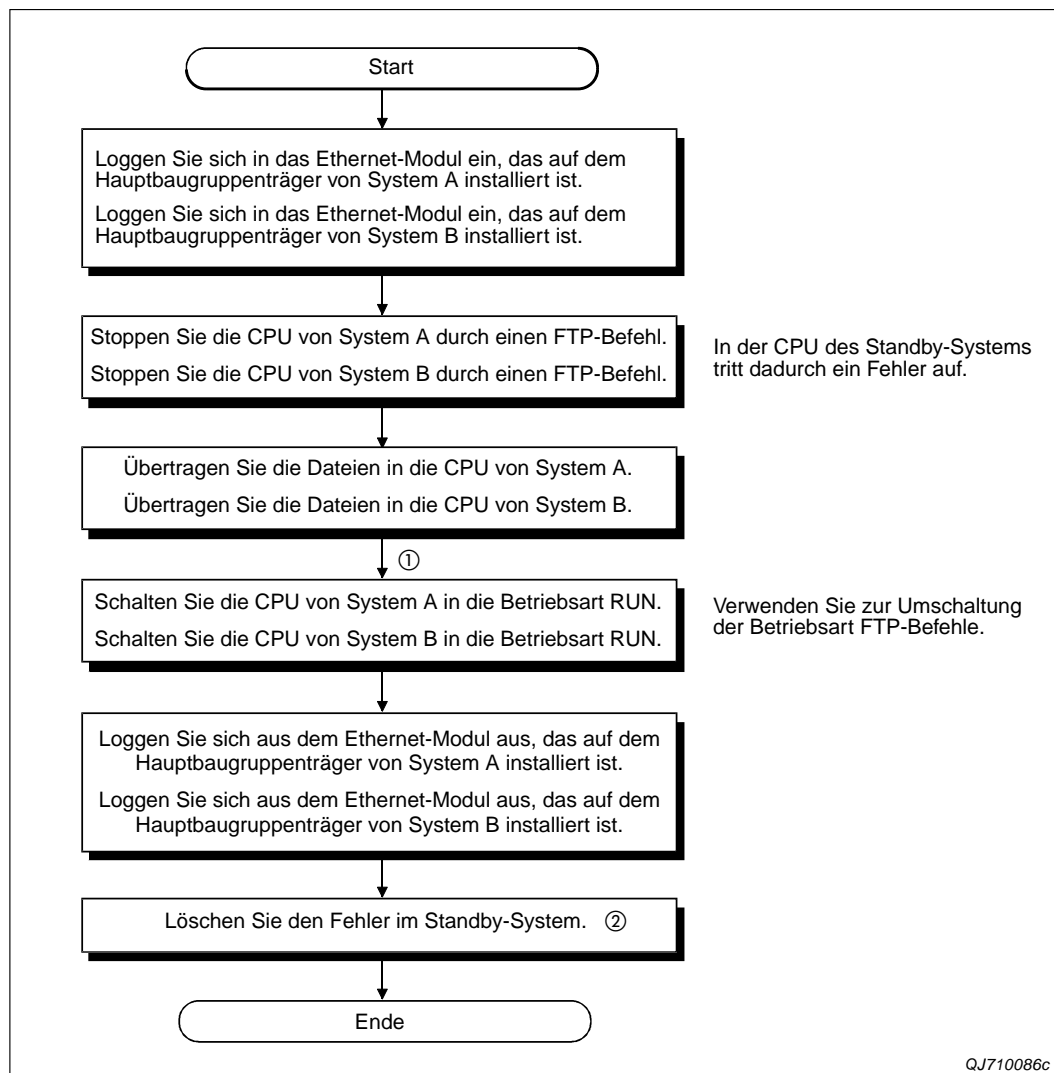 Start
Loggen Sie sich in das Ethernet-Modul ein, das auf dem
Hauptbaugruppenträger von System A installiert ist.
Loggen Sie sich in das Ethernet-Modul ein, das auf dem
Hauptbaugruppenträger von System B installiert ist.
Stoppen Sie die CPU von System A durch einen FTP-Befehl.
Stoppen Sie die CPU von System B durch einen FTP-Befehl.
In der CPU des Standby-Systems
tritt dadurch ein Fehler auf.
Übertragen Sie die Dateien in die CPU von System A.
Übertragen Sie die Dateien in die CPU von System B.
①
Schalten Sie die CPU von System A in die Betriebsart RUN.
Schalten Sie die CPU von System B in die Betriebsart RUN.
Verwenden Sie zur Umschaltung
der Betriebsart FTP-Befehle.
Loggen Sie sich aus dem Ethernet-Modul aus, das auf dem
Hauptbaugruppenträger von System A installiert ist.
Loggen Sie sich aus dem Ethernet-Modul aus, das auf dem
Hauptbaugruppenträger von System B installiert ist.
Löschen Sie den Fehler im Standby-System. ②
Ende
QJ710086c